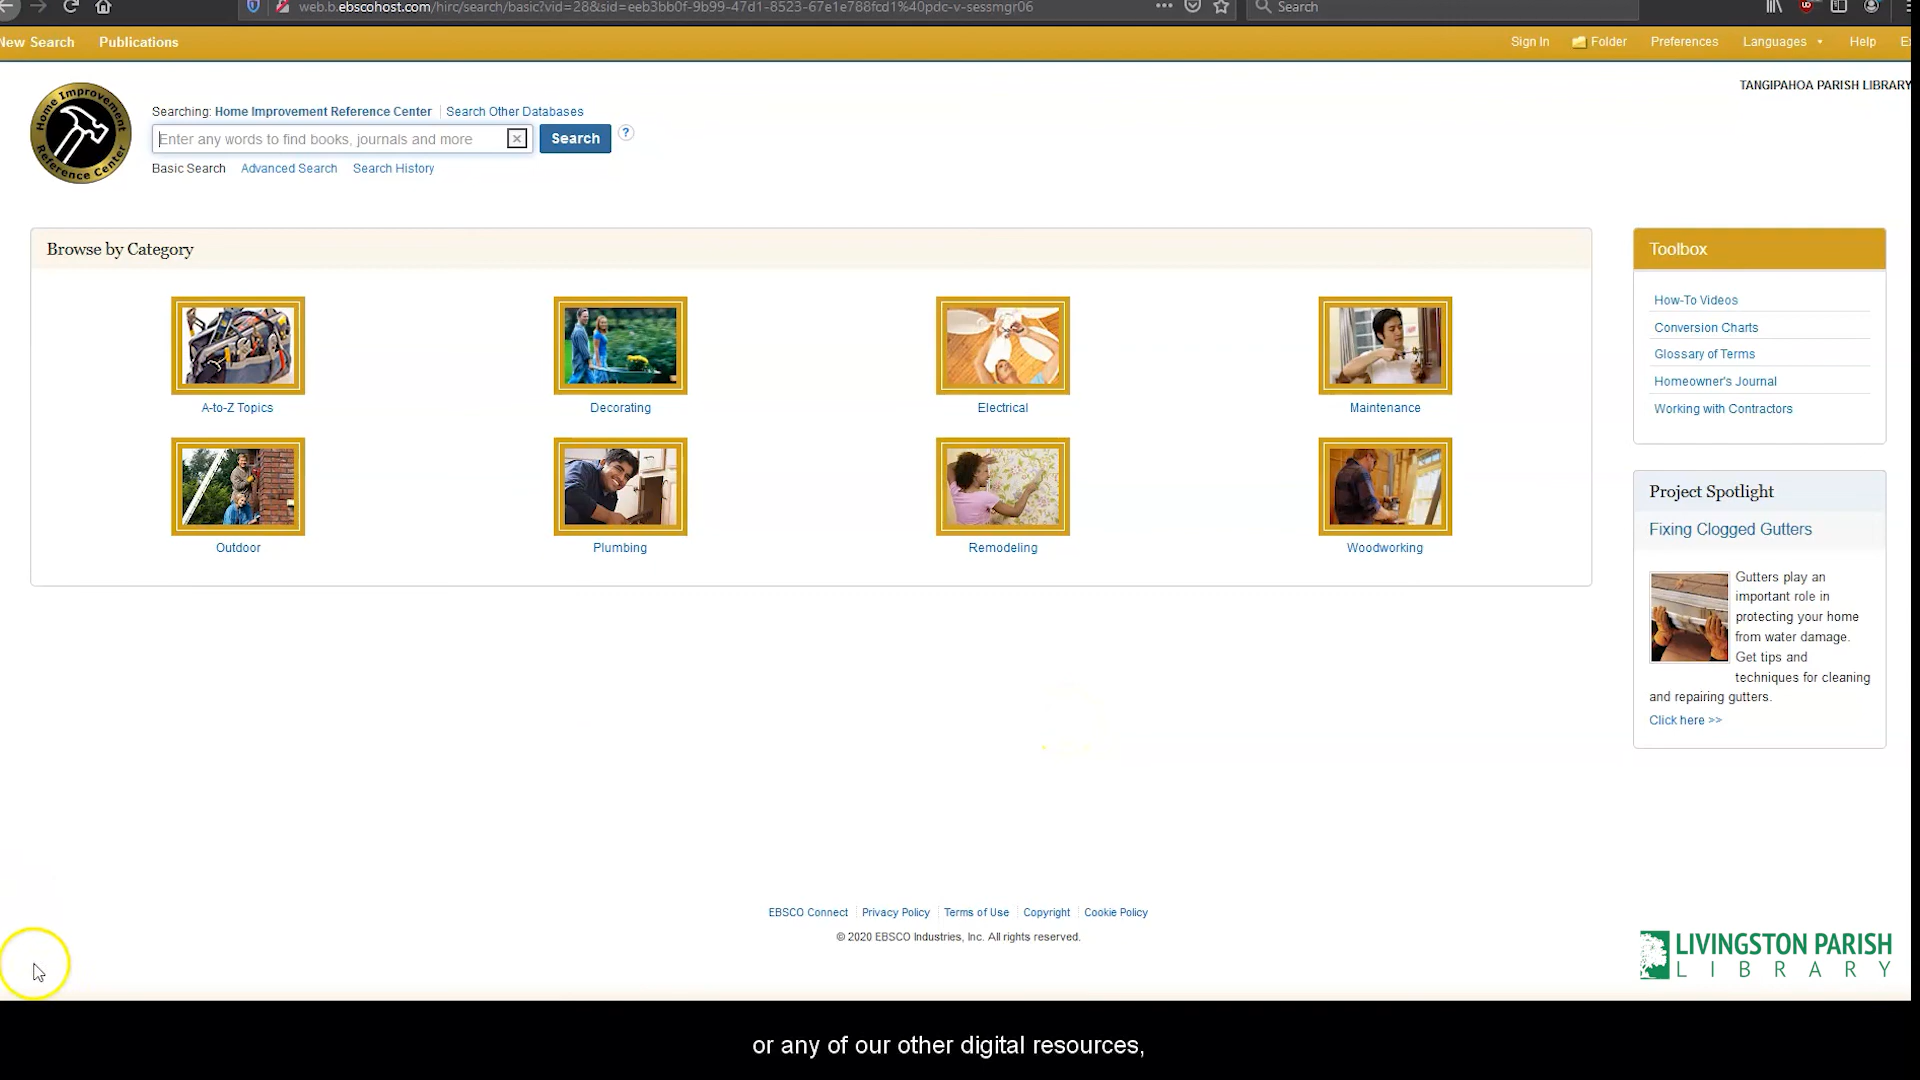 web.b.ebscohost.com/hirc/search/basic?vid=28&sid=eeb3bb0f-9b99-47d1-8523-67e1e788fcd1%40pdc-v-sessmgr06
Search
New Search
Publications
Sign In
Folder
Preferences
Languages
Help
TANGIPAHOA PARISH LIBRARY
Home Improvement
Reference Center
Searching: Home Improvement Reference Center
Search Other Databases
Enter any words to find books, journals and more
Search
?
Basic Search
Advanced Search
Search History
Browse by Category
A-to-Z Topics
Decorating
Electrical
Maintenance
Outdoor
Plumbing
Remodeling
Woodworking
Toolbox
How-To Videos
Conversion Charts
Glossary of Terms
Homeowner's Journal
Working with Contractors
Project Spotlight
Fixing Clogged Gutters
Gutters play an
important role in
protecting your home
from water damage.
Get tips and
techniques for cleaning
and repairing gutters.
Click here >>
EBSCO Connect
Privacy Policy
Terms of Use
Copyright
Cookie Policy
© 2020 EBSCO Industries, Inc. All rights reserved.
LIVINGSTON PARISH
LIBRARY
or any of our other digital resources,